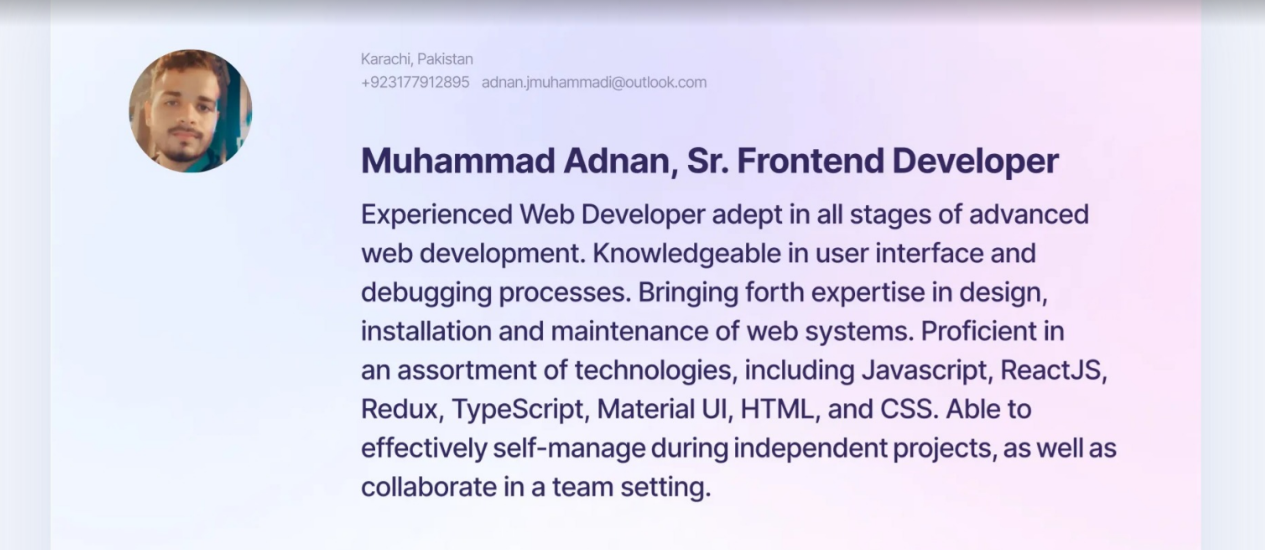 Karachi, Pakistan
+923177912895 adnan.jmuhammadi@outlook.com
Muhammad Adnan, Sr. Frontend Developer
Experienced Web Developer adept in all stages of advanced
web development. Knowledgeable in user interface and
debugging processes. Bringing forth expertise in design,
installation and maintenance of web systems. Proficient in
an assortment of technologies, including Javascript, ReactJS,
Redux, TypeScript, Material UI, HTML, and CSS. Able to
effectively self-manage during independent projects, as well as
collaborate in a team setting.